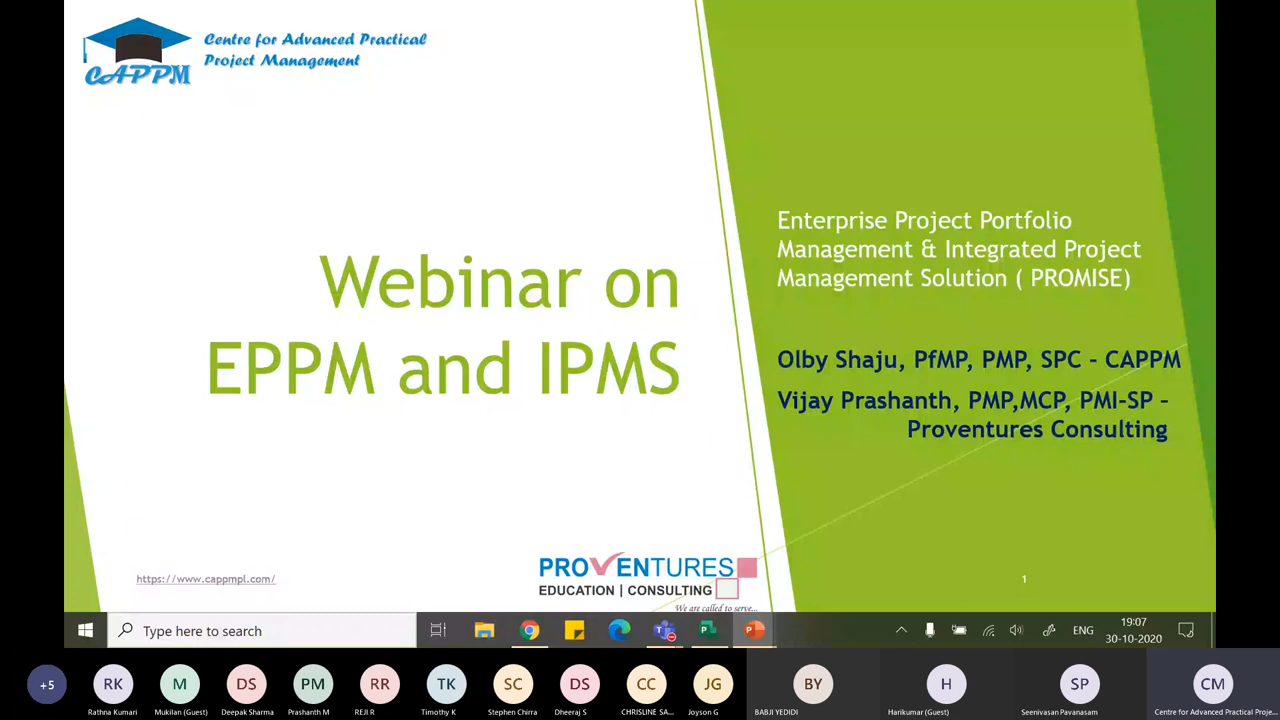 CAPPM
Centre for Advanced Practical
Project Management
Webinar on
EPPM and IPMS
Enterprise Project Portfolio
Management & Integrated Project
Management Solution ( PROMISE)
Olby Shaju, PfMP, PMP, SPC - CAPPM
Vijay Prashanth, PMP,MCP, PMI-SP -
Proventures Consulting
https://www.cappmpl.com/
PROVENTURES
EDUCATION | CONSULTING
We are called to serve...
1
Type here to search
ENG
19:07
30-10-2020
+5
RK
M
DS
PM
RR
TK
SC
DS
CC
JG
BY
H
SP
CM
Rathna Kumari
Mukilan (Guest)
Deepak Sharma
Prashanth M
REJI R
Timothy K
Stephen Chirra
Dheeraj S
CHRISLINE SA...
Joyson G
BABJI YEDIDI
Harikumar (Guest)
Seenivasan Pavanasam
Centre for Advanced Practical Proje...